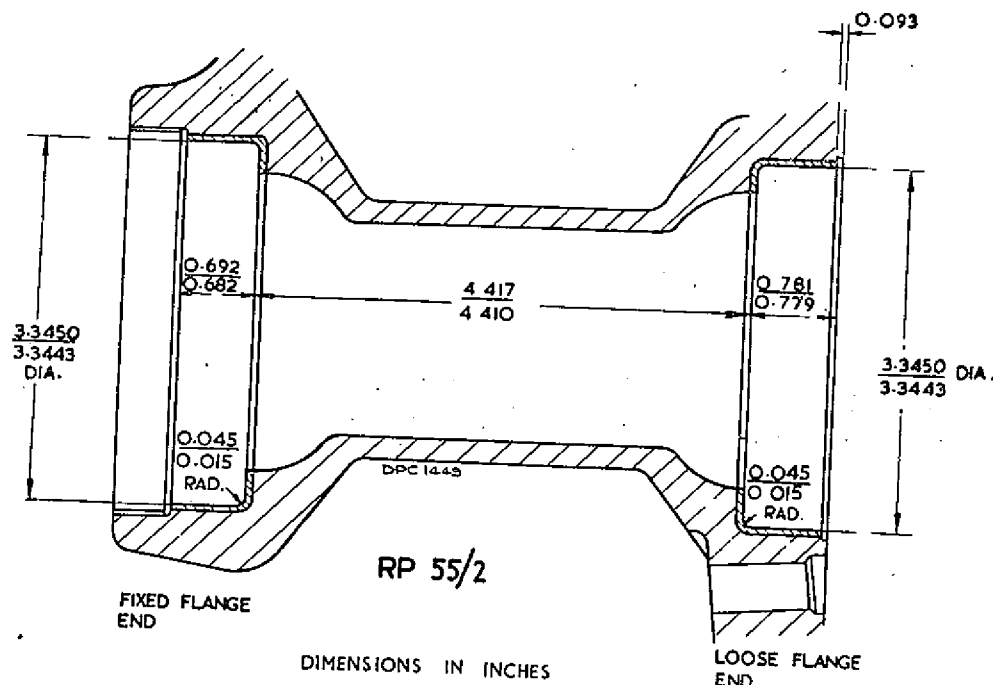 0·093
0·692
0·682
4 417
4 410
0 781
0·779
3.3450
3·3443
DIA.
3·3450
3·3443
DIA.
0·045
0·015
RAD.
0·045
0 015
RAD.
DPC 1449
RP 55/2
FIXED FLANGE
END
DIMENSIONS IN INCHES
LOOSE FLANGE
END